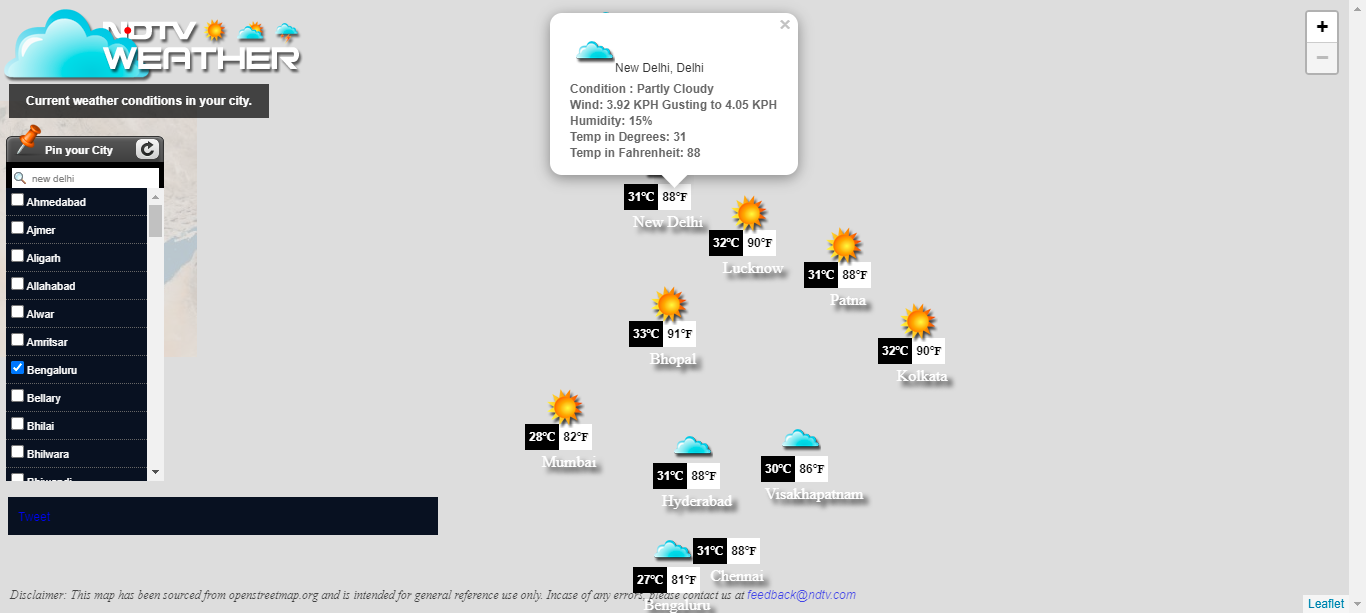 NDTV
WEATHER
Current weather conditions in your city.
Pin your City
new delhi
Ahmedabad
Ajmer
Aligarh
Allahabad
Alwar
Amritsar
Bengaluru
Bellary
Bhilai
Bhilwara
Bhiwandi
Tweet
×
New Delhi, Delhi
Condition : Partly Cloudy
Wind: 3.92 KPH Gusting to 4.05 KPH
Humidity: 15%
Temp in Degrees: 31
Temp in Fahrenheit: 88
31°C 88°F
New Delhi
32°C 90°F
Lucknow
31°C 88°F
Patna
33°C 91°F
Bhopal
32°C 90°F
Kolkata
28°C 82°F
Mumbai
31°C 88°F
Hyderabad
30°C 86°F
Visakhapatnam
31°C 88°F
Chennai
27°C 81°F
Bengaluru
+
−
Disclaimer: This map has been sourced from openstreetmap.org and is intended for general reference use only. Incase of any errors, please contact us at feedback@ndtv.com
Leaflet